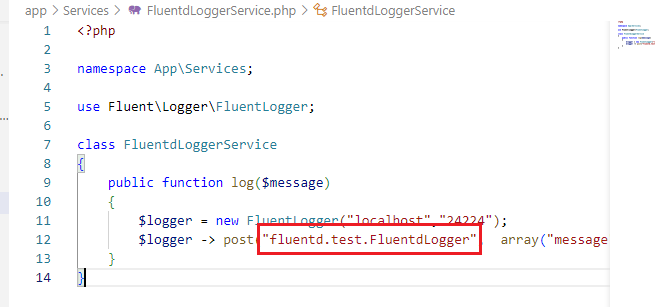 app > Services > FluentdLoggerService.php > FluentdLoggerService
1 <?php
2
3 namespace App\Services;
4
5 use Fluent\Logger\FluentLogger;
6
7 class FluentdLoggerService
8 {
9 public function log($message)
10 {
11 $logger = new FluentLogger("localhost","24224");
12 $logger -> post("fluentd.test.FluentdLogger", array("message
13 }
14 }